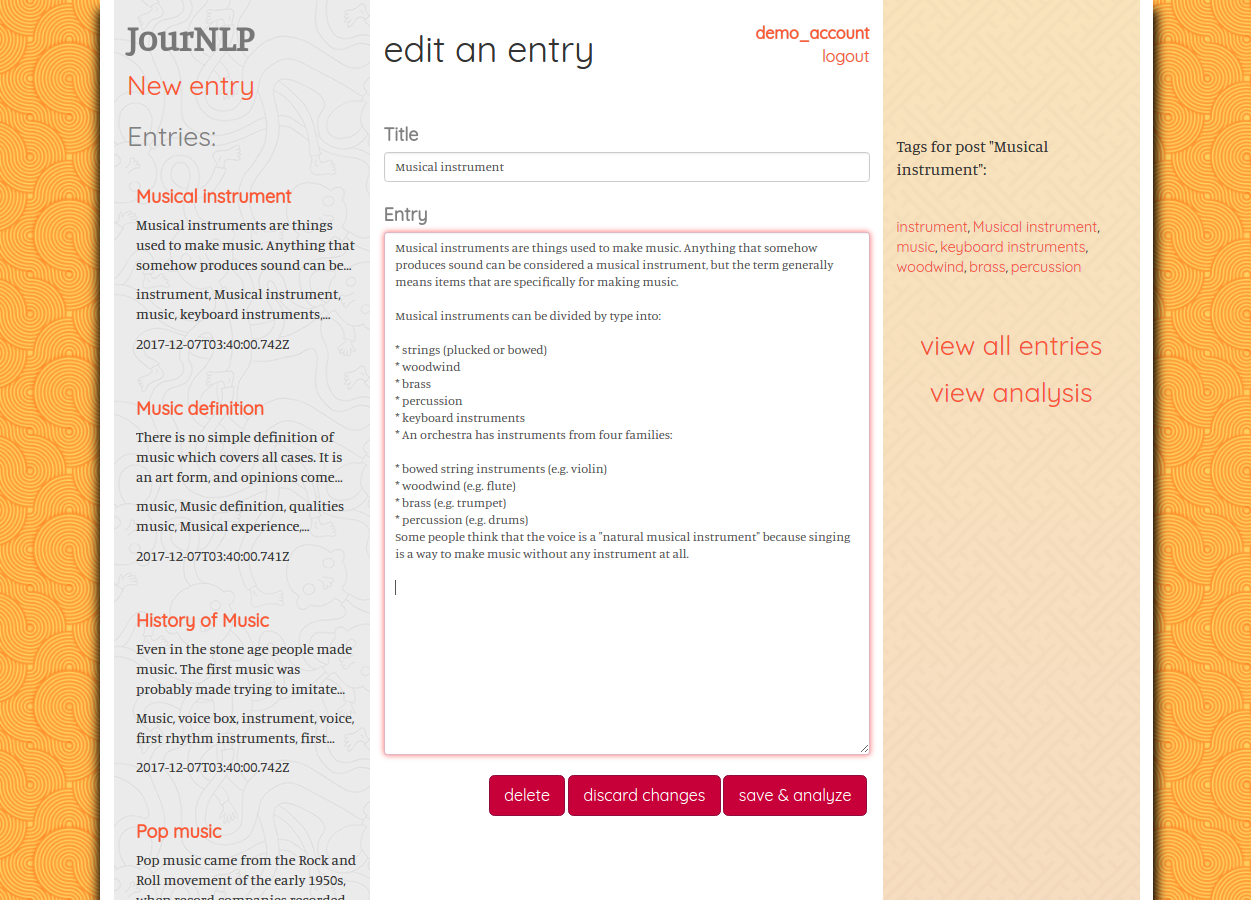 JourNLP
New entry
Entries:
Musical instrument
Musical instruments are things
used to make music. Anything that
somehow produces sound can be...
instrument, Musical instrument,
music, keyboard instruments,...
2017-12-07T03:40:00.742Z
Music definition
There is no simple definition of
music which covers all cases. It is
an art form, and opinions come...
music, Music definition, qualities
music, Musical experience,...
2017-12-07T03:40:00.741Z
History of Music
Even in the stone age people made
music. The first music was
probably made trying to imitate...
Music, voice box, instrument, voice,
first rhythm instruments, first...
2017-12-07T03:40:00.742Z
Pop music
Pop music came from the Rock and
Roll movement of the early 1950s,
when record companies recorded
edit an entry
demo_account
logout
Title
Musical instrument
Entry
Musical instruments are things used to make music. Anything that somehow
produces sound can be considered a musical instrument, but the term generally
means items that are specifically for making music.
Musical instruments can be divided by type into:
* strings (plucked or bowed)
* woodwind
* brass
* percussion
* keyboard instruments
* An orchestra has instruments from four families:
* bowed string instruments (e.g. violin)
* woodwind (e.g. flute)
* brass (e.g. trumpet)
* percussion (e.g. drums)
Some people think that the voice is a "natural musical instrument" because singing
is a way to make music without any instrument at all.
delete
discard changes
save & analyze
Tags for post "Musical
instrument":
instrument, Musical instrument,
music, keyboard instruments,
woodwind, brass, percussion
view all entries
view analysis